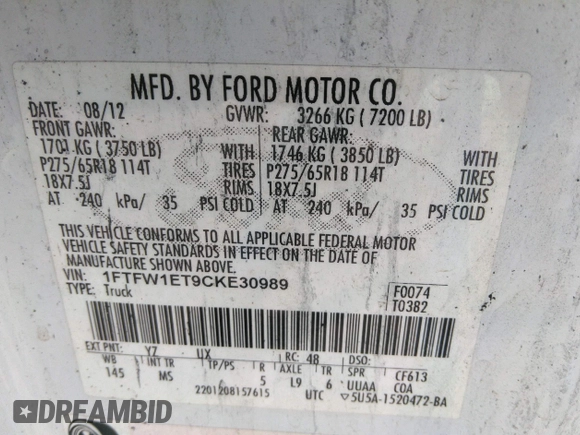 MFD. BY FORD MOTOR CO.
DATE: 08/12 GVWR: 3266 KG ( 7200 LB)
FRONT GAWR: REAR GAWR:
1701 KG ( 3750 LB) WITH 1746 KG ( 3850 LB) WITH
P275/65R18 114T TIRES P275/65R18 114T TIRES
18X7.5J RIMS 18X7.5J RIMS
AT 240 kPa/ 35 PSI COLD AT 240 kPa/ 35 PSI COLD
THIS VEHICLE CONFORMS TO ALL APPLICABLE FEDERAL MOTOR
VEHICLE SAFETY STANDARDS IN EFFECT ON THE DATE OF
MANUFACTURE SHOWN ABOVE.
VIN: 1FTFW1ET9CKE30989 F0074
TYPE: Truck T0382
EXT PNT: YZ UX RC: 48 DSO:
WB INT TR TP/PS R AXLE TR SPR CF613
145 MS 5 L9 6 UUAA COA
2201208157615 UTC 5U5A-1520472-BA
DREAMBID